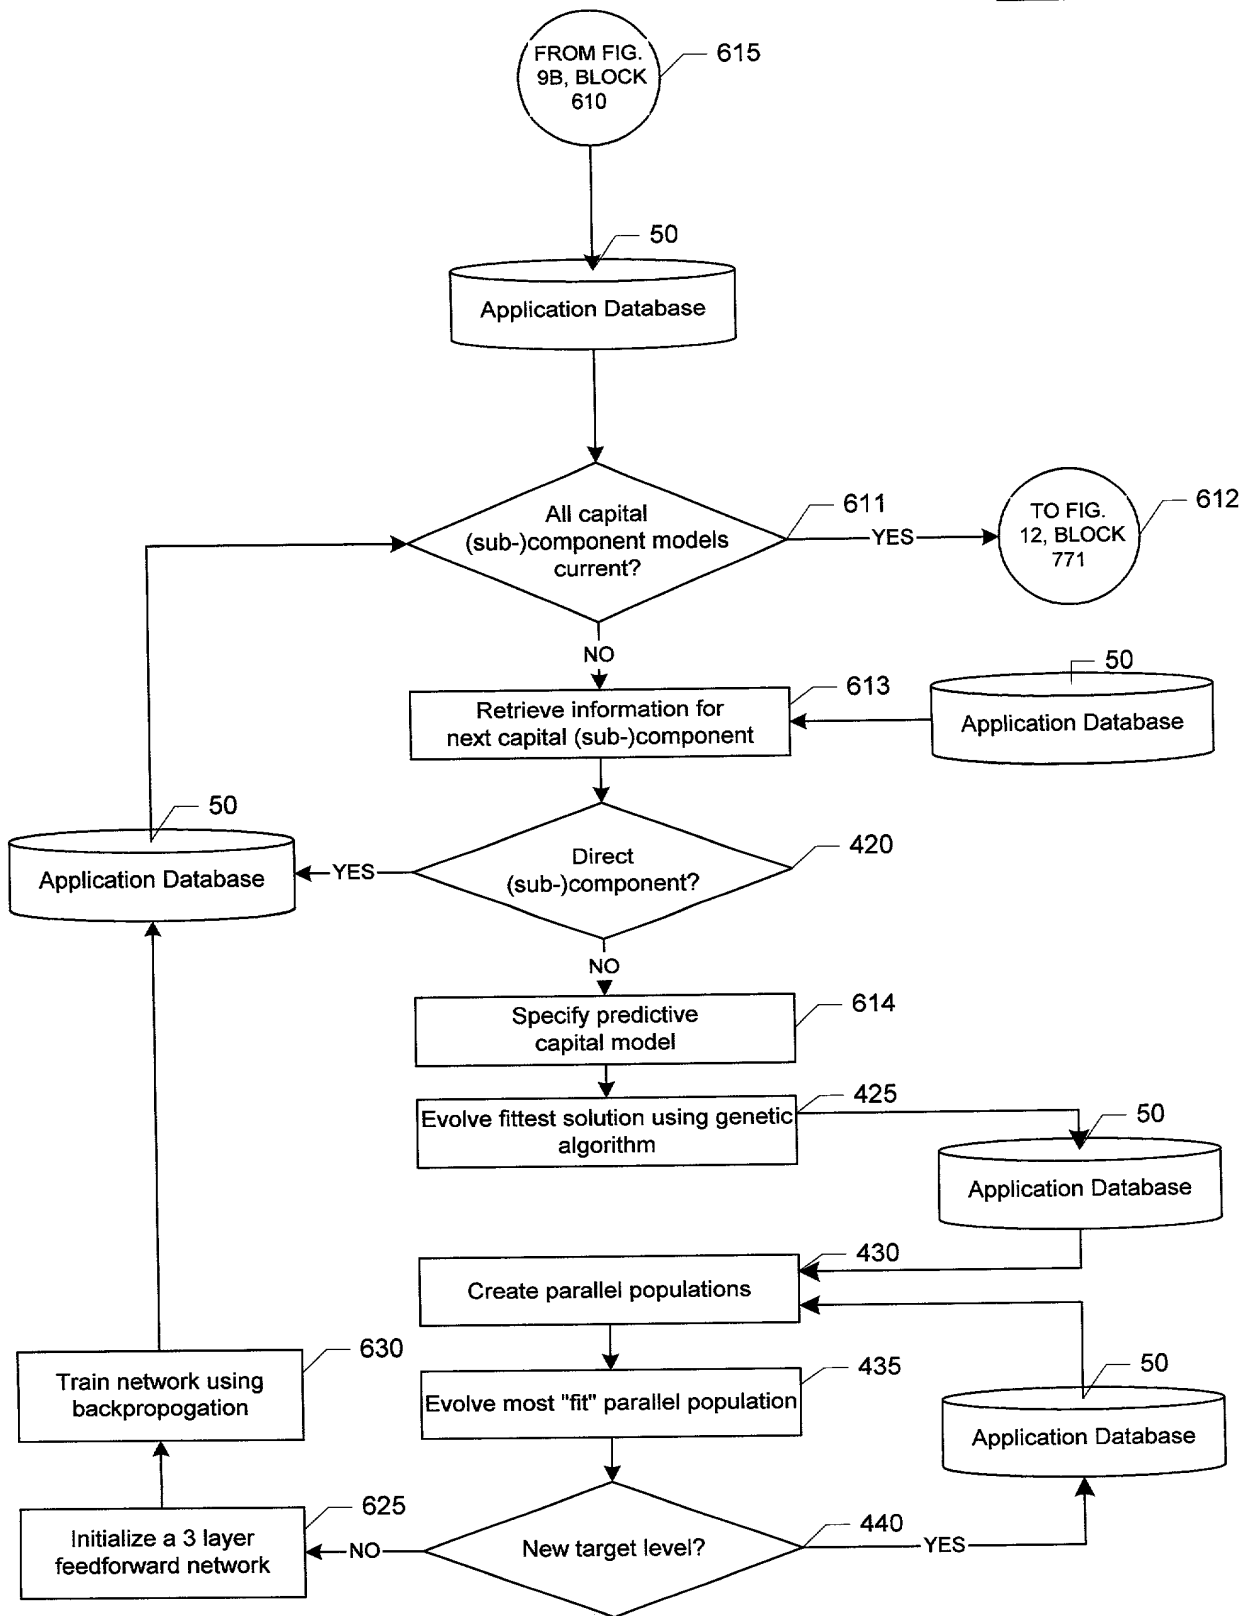 FROM FIG.
9B, BLOCK
610
615
50
Application Database
All capital
(sub-)component models
current?
611
YES
TO FIG.
12, BLOCK
771
612
NO
Retrieve information for
next capital (sub-)component
613
50
Application Database
50
Application Database
YES
Direct
(sub-)component?
420
NO
Specify predictive
capital model
614
Evolve fittest solution using genetic
algorithm
425
50
Application Database
Create parallel populations
430
Train network using
backpropogation
630
Evolve most "fit" parallel population
435
50
Application Database
Initialize a 3 layer
feedforward network
625
NO
New target level?
440
YES